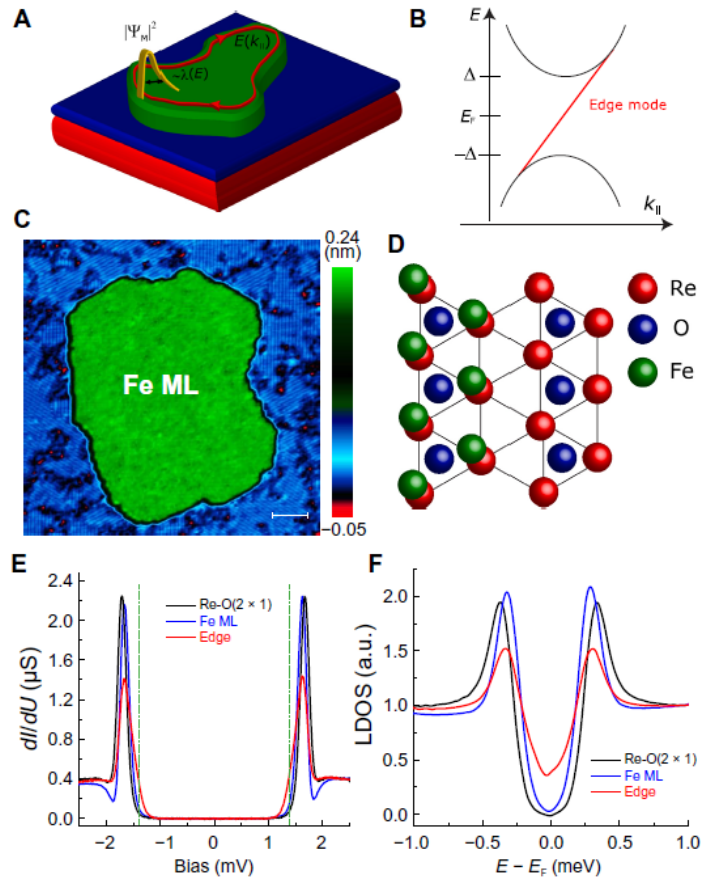 A
|Ψ_M|²
E(k_||)
~λ(E)
B
E
Δ
E_F
−Δ
Edge mode
k_||
C
0.24
(nm)
Fe ML
−0.05
D
Re
O
Fe
E
2.4
2.0
1.6
1.2
0.8
0.4
0.0
dI/dU (μS)
Re-O(2 × 1)
Fe ML
Edge
−2 −1 0 1 2
Bias (mV)
F
2.0
1.5
1.0
0.5
0.0
LDOS (a.u.)
Re-O(2 × 1)
Fe ML
Edge
−1.0 −0.5 0.0 0.5 1.0
E − E_F (meV)